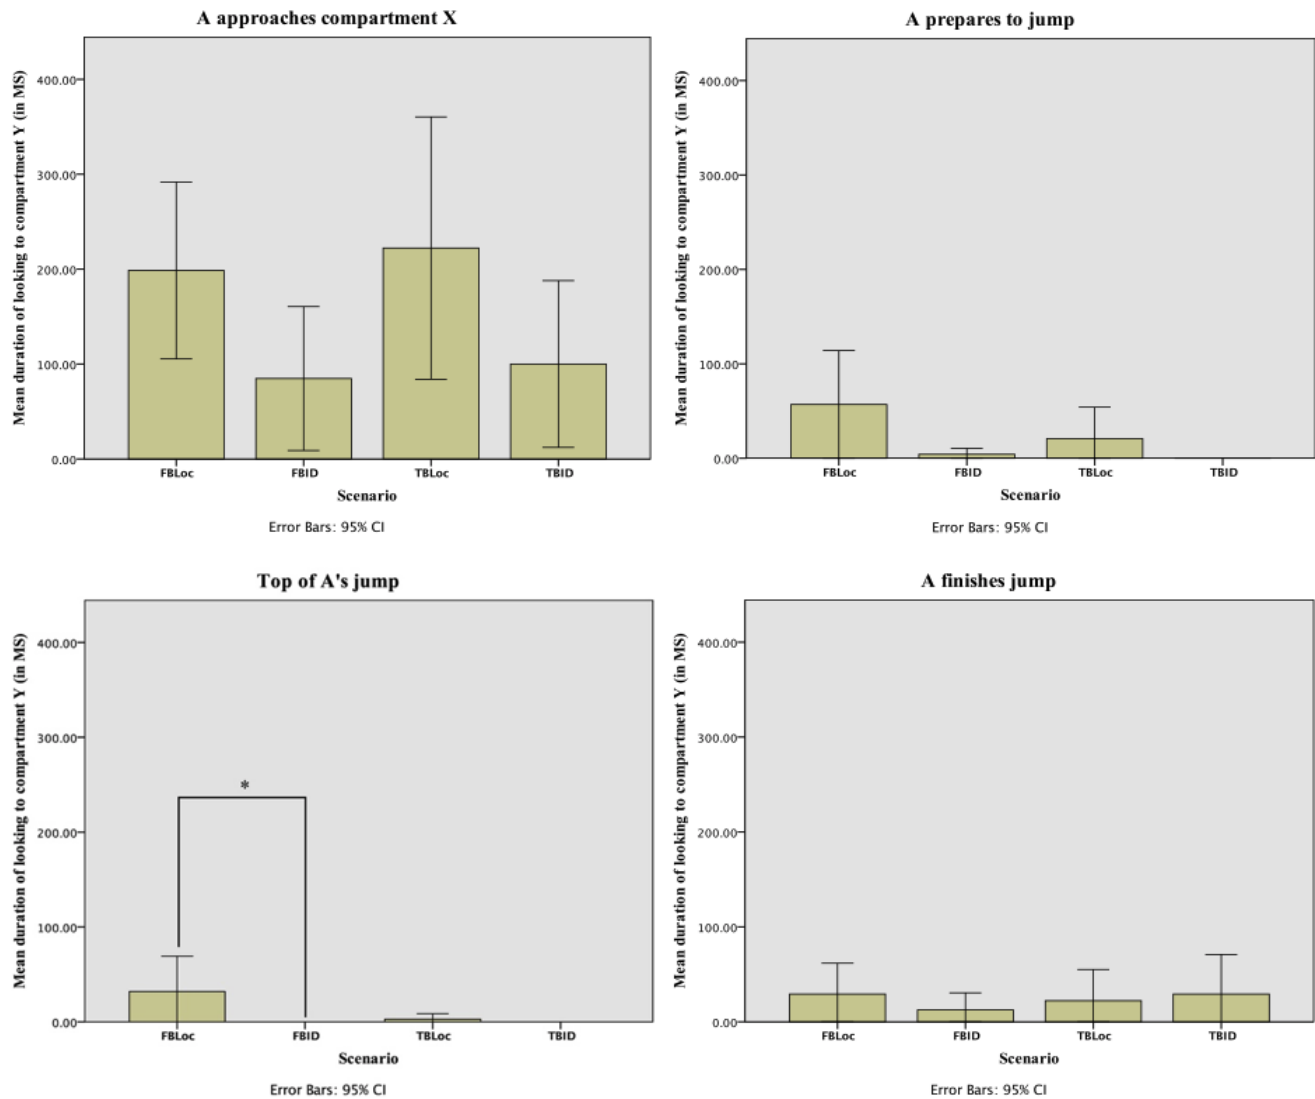 A approaches compartment X
Mean duration of looking to compartment Y (in MS)
400.00
300.00
200.00
100.00
0.00
FBLoc FBID TBLoc TBID
Scenario
Error Bars: 95% CI
A prepares to jump
Mean duration of looking to compartment Y (in MS)
400.00
300.00
200.00
100.00
0.00
FBLoc FBID TBLoc TBID
Scenario
Error Bars: 95% CI
Top of A's jump
Mean duration of looking to compartment Y (in MS)
400.00
300.00
200.00
100.00
0.00
*
FBLoc FBID TBLoc TBID
Scenario
Error Bars: 95% CI
A finishes jump
Mean duration of looking to compartment Y (in MS)
400.00
300.00
200.00
100.00
0.00
FBLoc FBID TBLoc TBID
Scenario
Error Bars: 95% CI